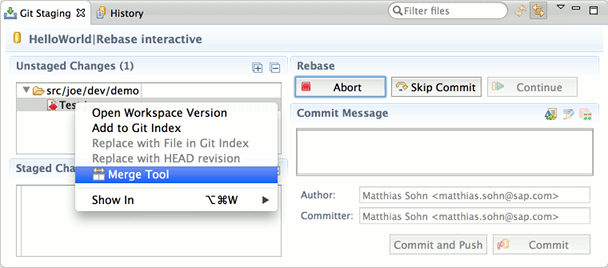 Git Staging
History
Filter files
HelloWorld|Rebase interactive
Unstaged Changes (1)
src/joe/dev/demo
Open Workspace Version
Add to Git Index
Replace with File in Git Index
Replace with HEAD revision
Merge Tool
Show In ⌥⌘W
Rebase
Abort
Skip Commit
Continue
Commit Message
Author: Matthias Sohn <matthias.sohn@sap.com>
Committer: Matthias Sohn <matthias.sohn@sap.com>
Commit and Push
Commit